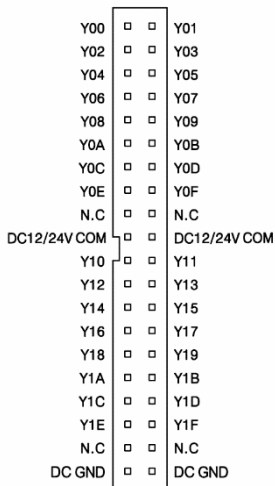 Y00 Y01
Y02 Y03
Y04 Y05
Y06 Y07
Y08 Y09
Y0A Y0B
Y0C Y0D
Y0E Y0F
N.C N.C
DC12/24V COM DC12/24V COM
Y10 Y11
Y12 Y13
Y14 Y15
Y16 Y17
Y18 Y19
Y1A Y1B
Y1C Y1D
Y1E Y1F
N.C N.C
DC GND DC GND